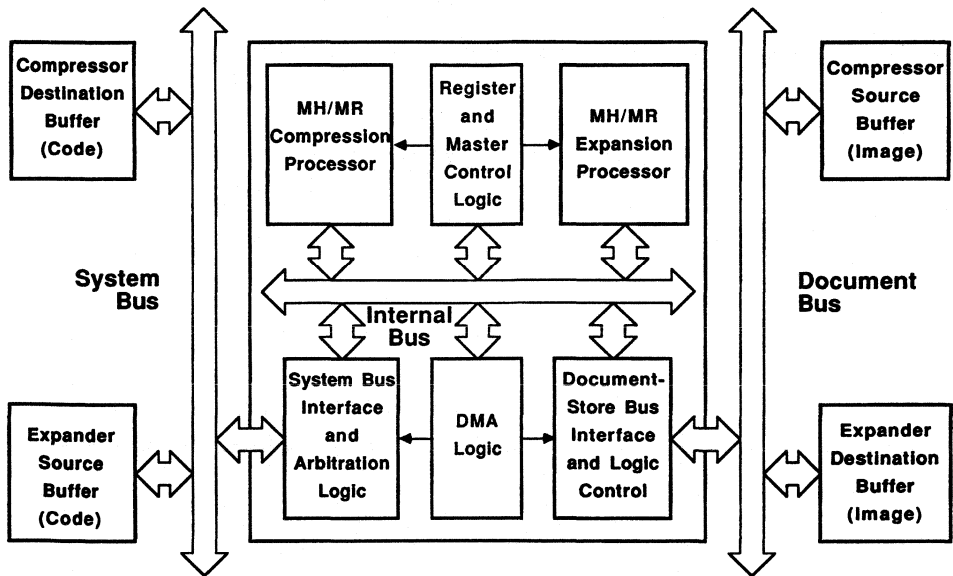 Compressor
Destination
Buffer
(Code)
MH/MR
Compression
Processor
Register
and
Master
Control
Logic
MH/MR
Expansion
Processor
Compressor
Source
Buffer
(Image)
System
Bus
Internal
Bus
Document
Bus
Expander
Source
Buffer
(Code)
System Bus
Interface
and
Arbitration
Logic
DMA
Logic
Document-
Store Bus
Interface
and Logic
Control
Expander
Destination
Buffer
(Image)